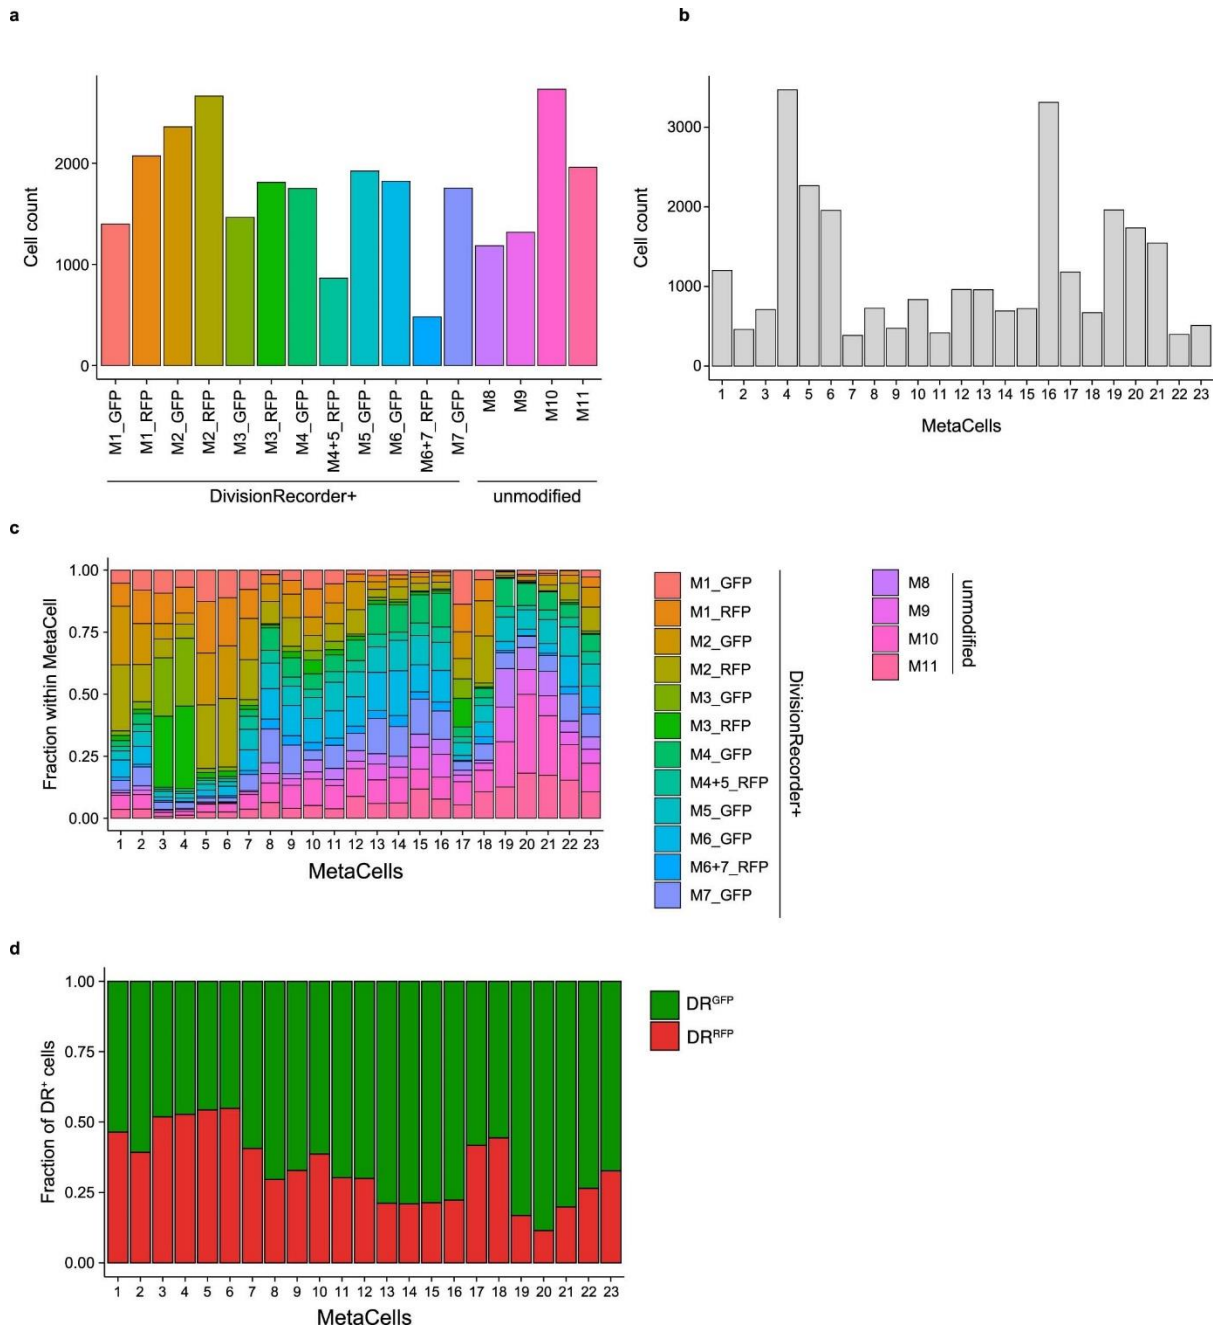 a
Cell count
2000
1000
0
M1_GFP
M1_RFP
M2_GFP
M2_RFP
M3_GFP
M3_RFP
M4_GFP
M4+5_RFP
M5_GFP
M6_GFP
M6+7_RFP
M7_GFP
M8
M9
M10
M11
DivisionRecorder+
unmodified
b
Cell count
3000
2000
1000
0
1 2 3 4 5 6 7 8 9 10 11 12 13 14 15 16 17 18 19 20 21 22 23
MetaCells
c
Fraction within MetaCell
1.00
0.75
0.50
0.25
0.00
1 2 3 4 5 6 7 8 9 10 11 12 13 14 15 16 17 18 19 20 21 22 23
MetaCells
M1_GFP
M1_RFP
M2_GFP
M2_RFP
M3_GFP
M3_RFP
M4_GFP
M4+5_RFP
M5_GFP
M6_GFP
M6+7_RFP
M7_GFP
DivisionRecorder+
M8
M9
M10
M11
unmodified
d
Fraction of DR⁺ cells
1.00
0.75
0.50
0.25
0.00
1 2 3 4 5 6 7 8 9 10 11 12 13 14 15 16 17 18 19 20 21 22 23
MetaCells
DRᴳᶠᴾ
DRᴿᶠᴾ